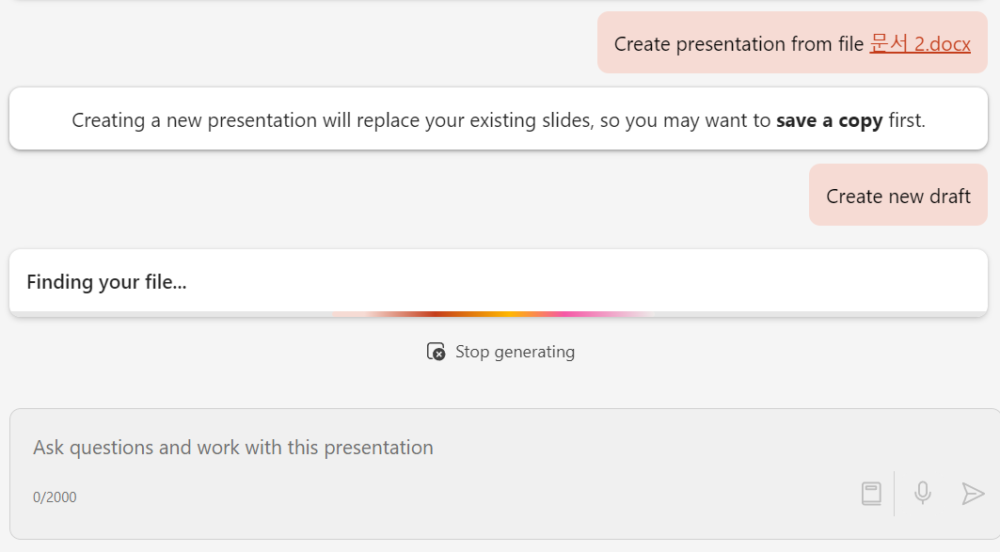 Create presentation from file 문서 2.docx
Creating a new presentation will replace your existing slides, so you may want to save a copy first.
Create new draft
Finding your file...
Stop generating
Ask questions and work with this presentation
0/2000